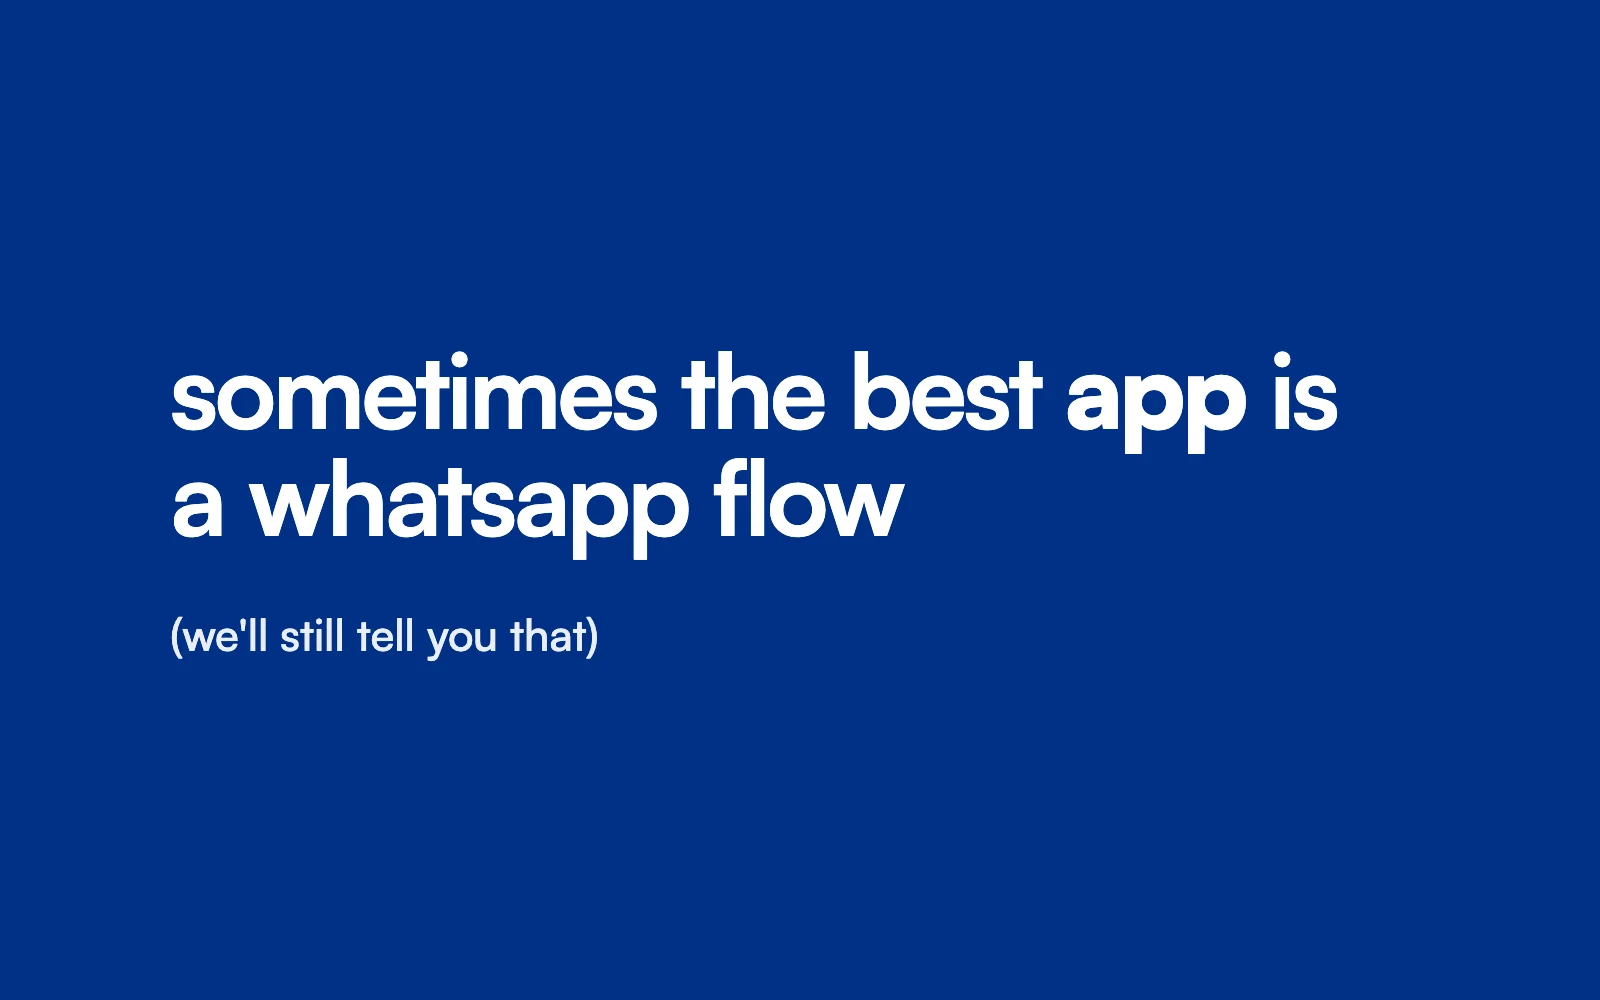 sometimes the best app is
a whatsapp flow
(we'll still tell you that)